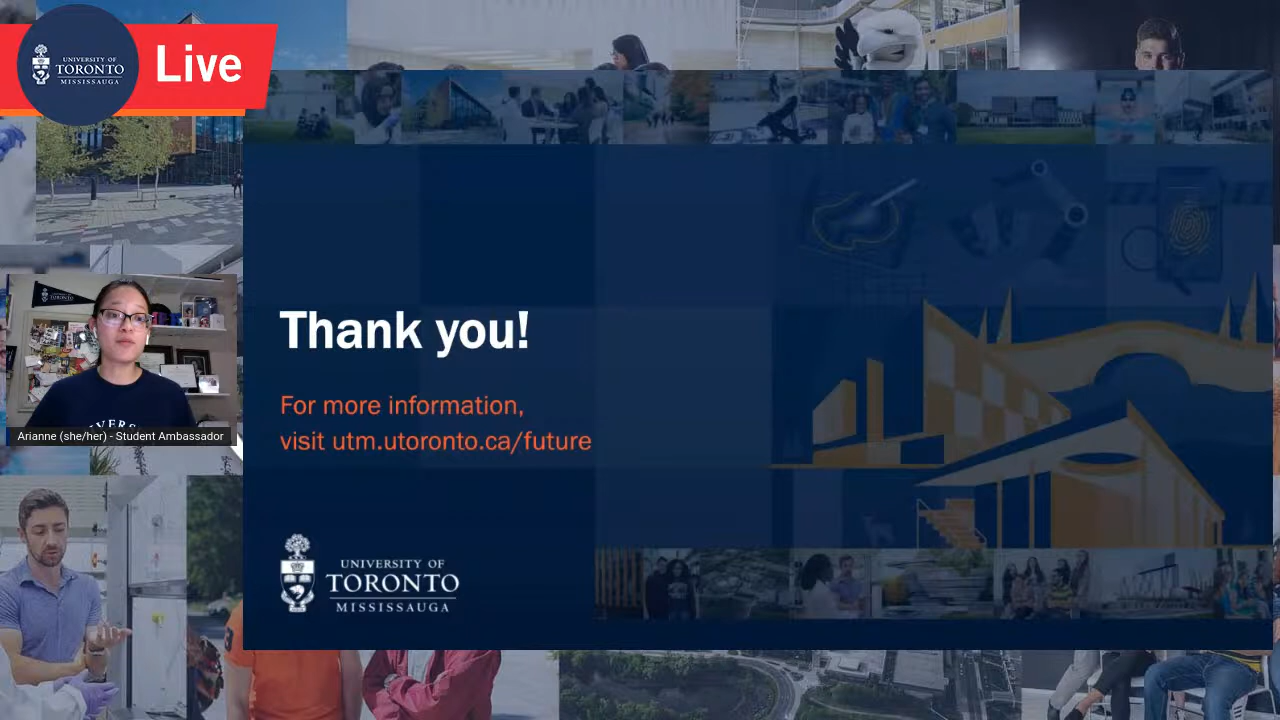 UNIVERSITY OF
TORONTO
MISSISSAUGA
Live
Thank you!
For more information,
visit utm.utoronto.ca/future
Arianne (she/her) - Student Ambassador
UNIVERSITY OF
TORONTO
MISSISSAUGA